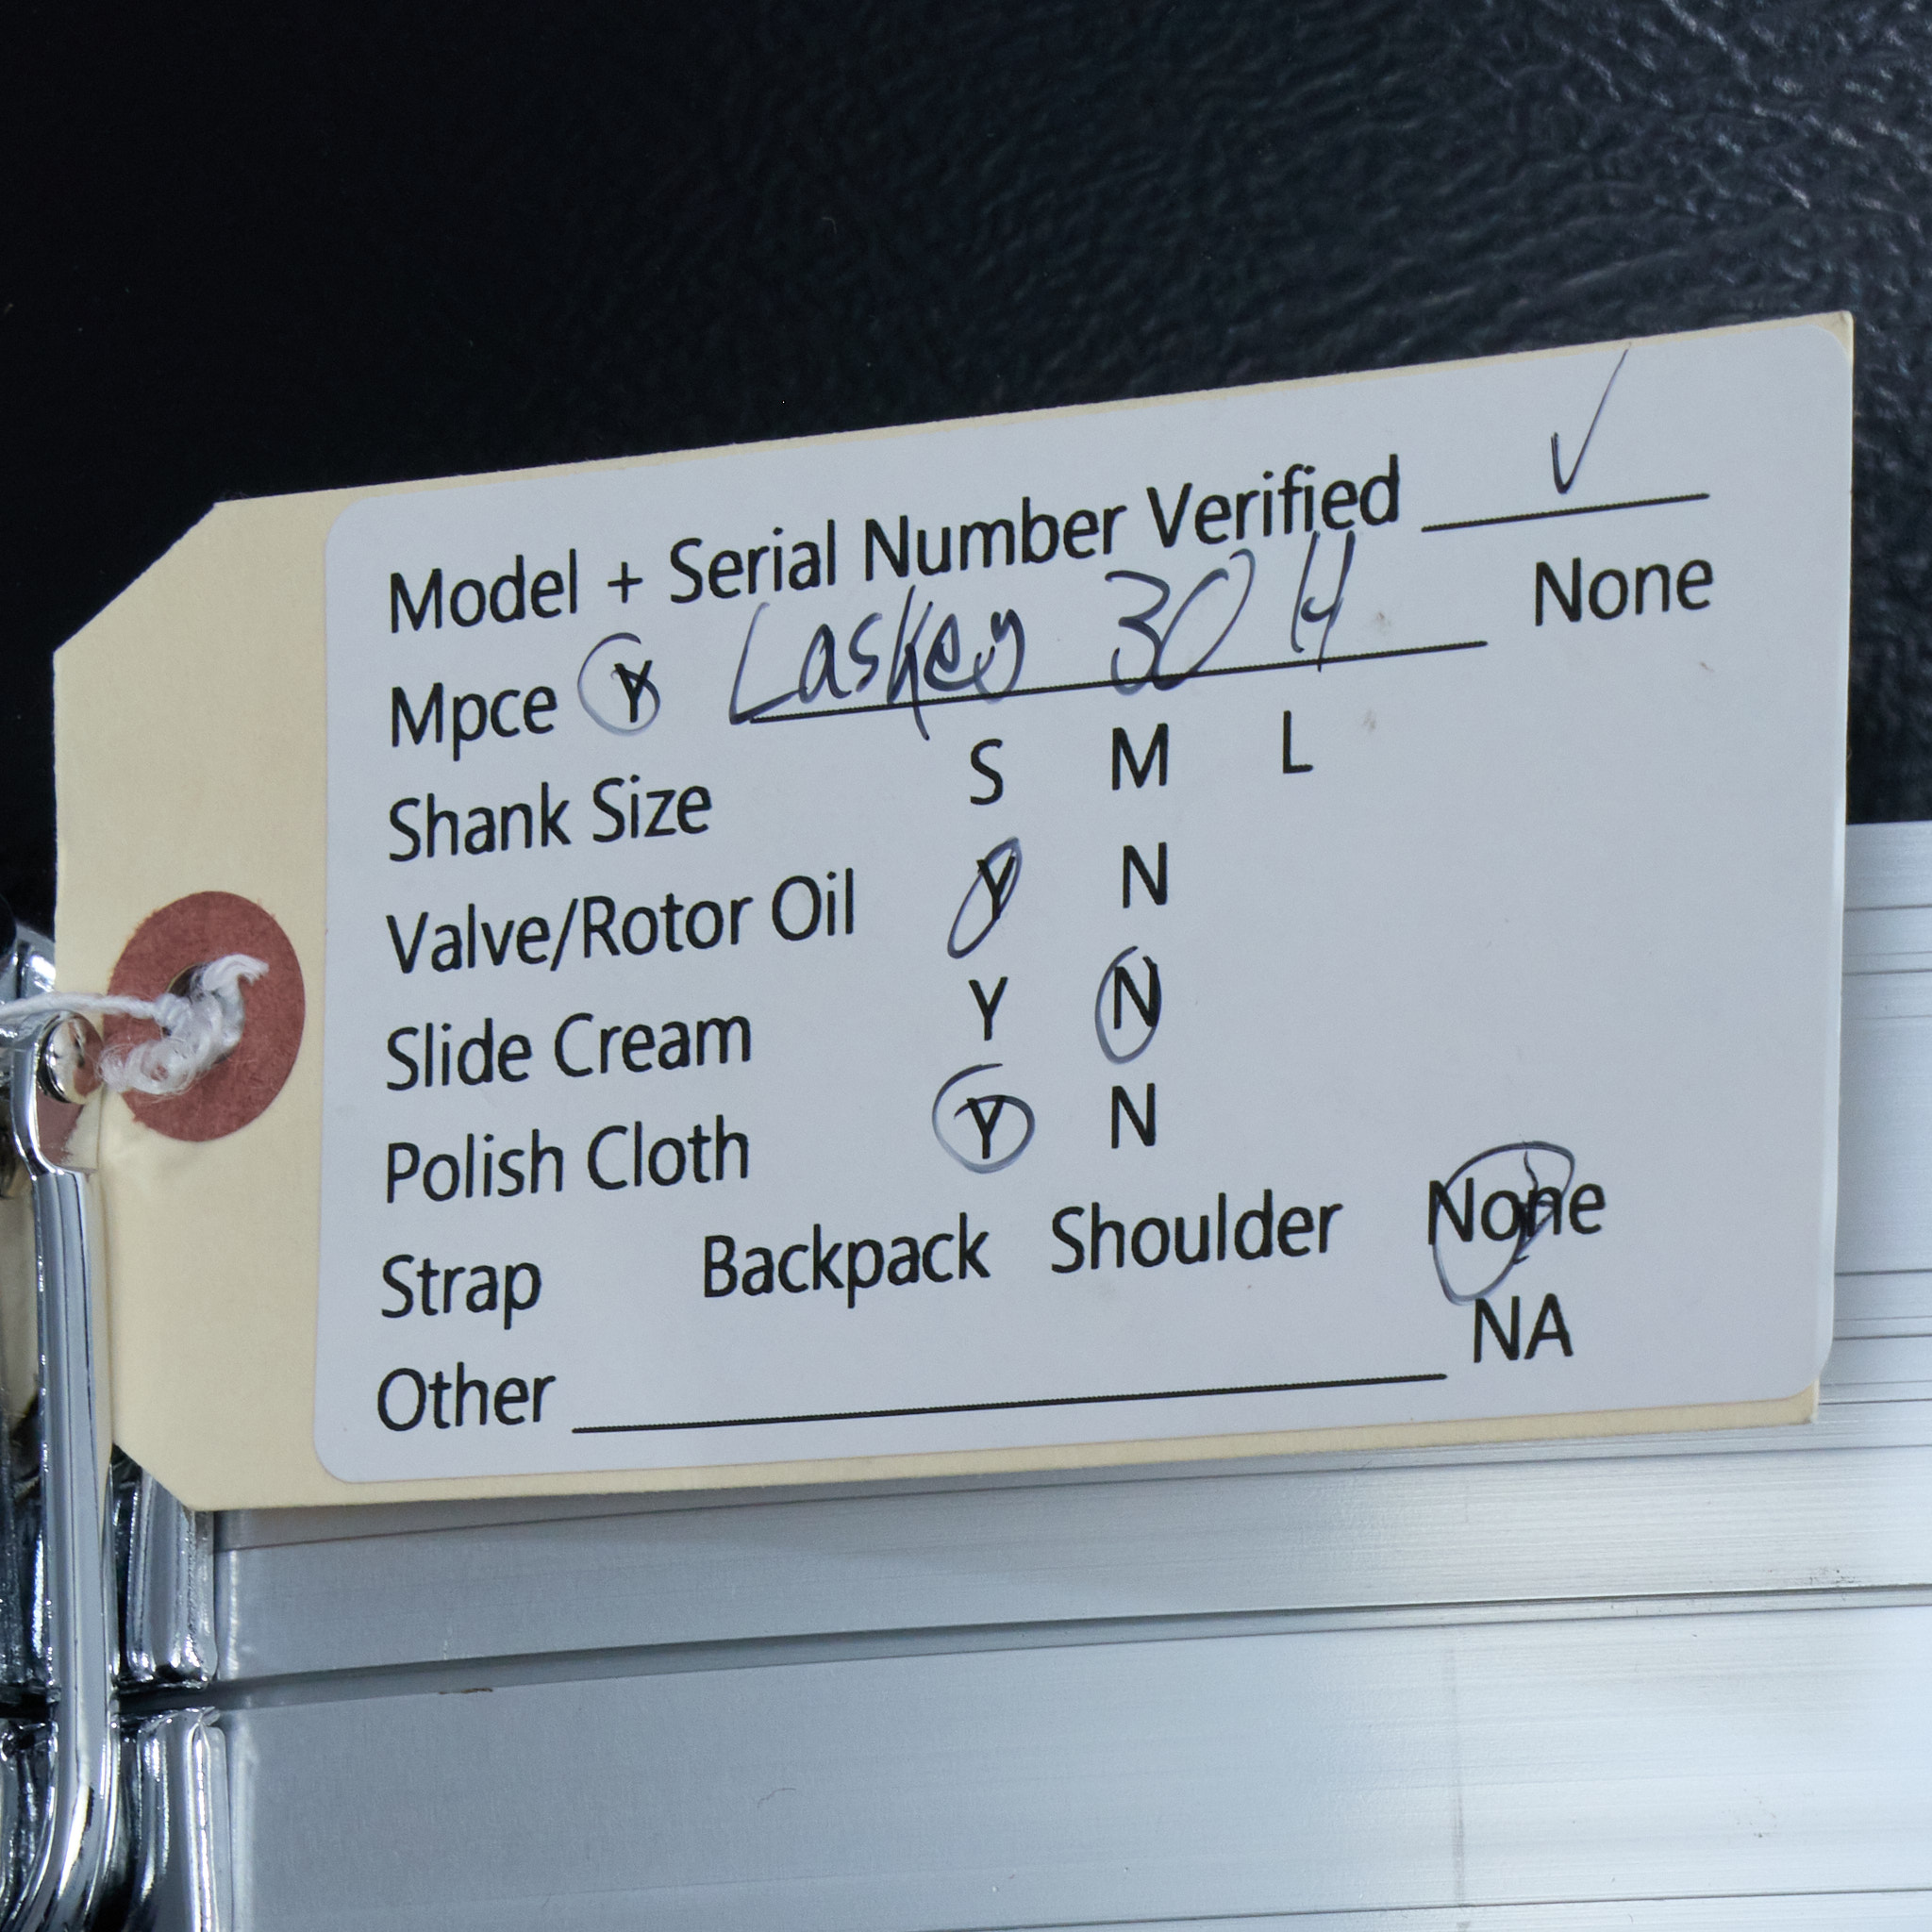 Model + Serial Number Verified ✓
Mpce Y Laskey 30 H None
Shank Size S M L
Valve/Rotor Oil Y N
Slide Cream Y N
Polish Cloth Y N
Strap Backpack Shoulder None
Other NA